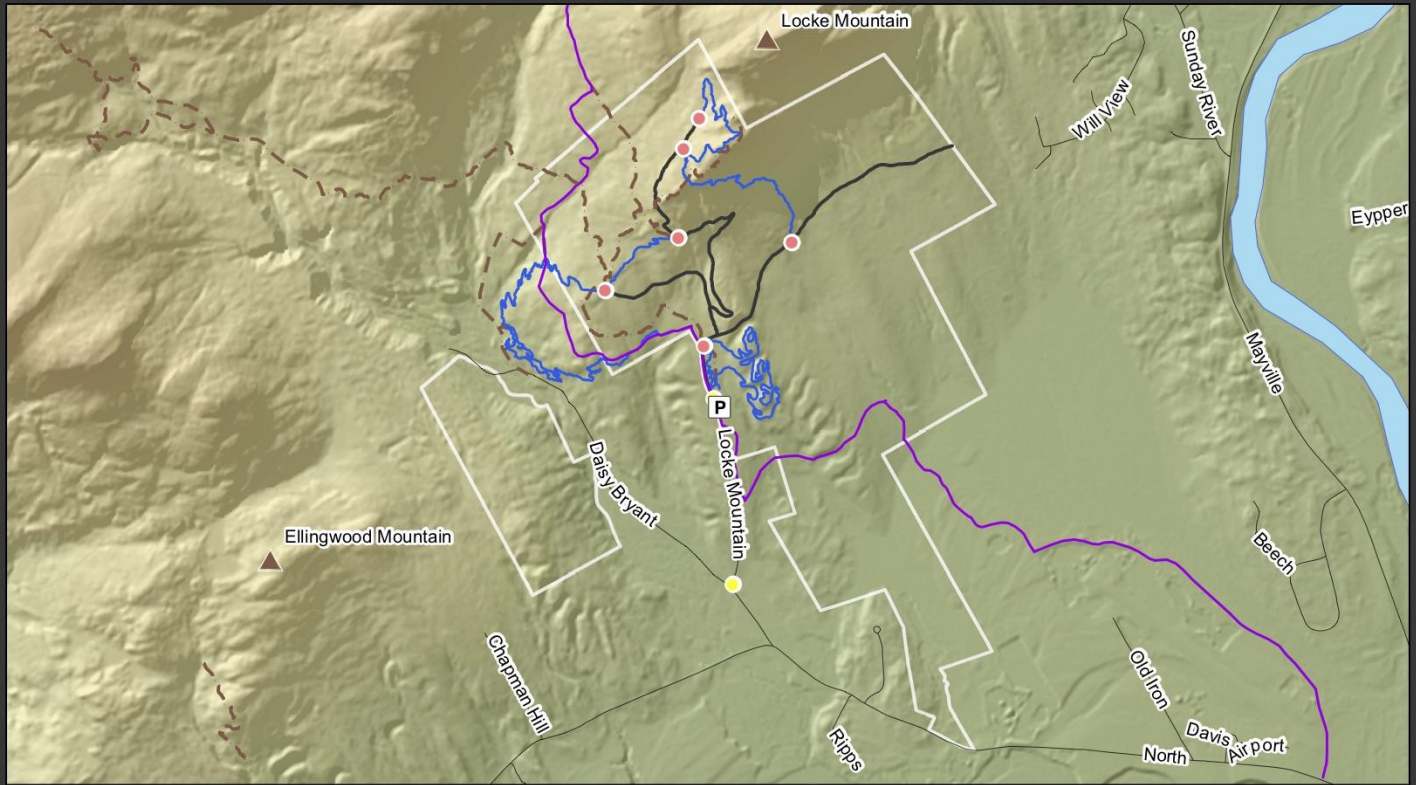 Locke Mountain
Sunday River
Will View
Eypper
Mayville
Daisy Bryant
P
Locke Mountain
Ellingwood Mountain
Beech
Chapman Hill
Old Iron
Ripps
Davis
Airport
North